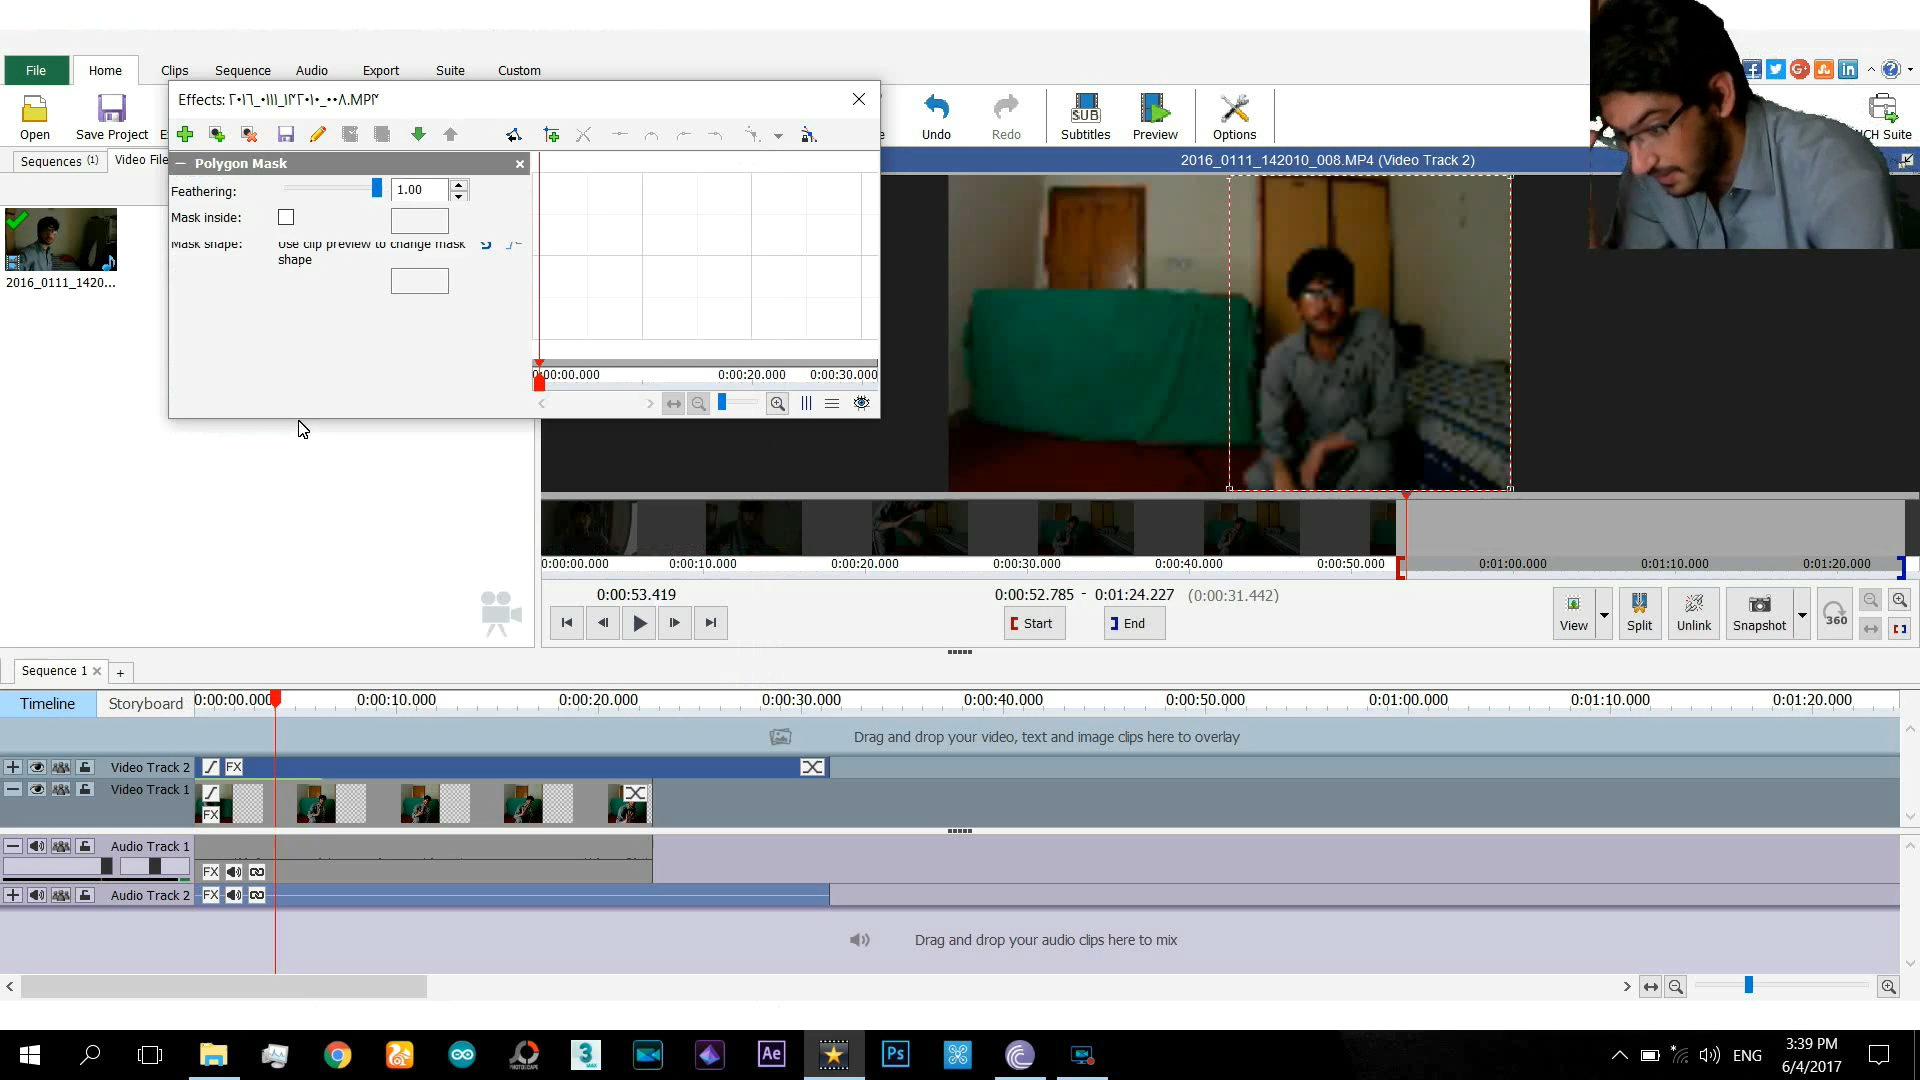 File Home Clips Sequence Audio Export Suite Custom
Effects: ٢٠١٦_٠١١١_١٤٢٠١٠_٠٠٨.MP٤
Open Save Project Undo Redo Subtitles Preview Options NCH Suite
SUB
Sequences (1) Video File
Polygon Mask
2016_0111_142010_008.MP4 (Video Track 2)
Feathering: 1.00
Mask inside:
Mask shape: Use clip preview to change mask
shape
2016_0111_1420...
0:00:00.000 0:00:20.000 0:00:30.000
0:00:00.000 0:00:10.000 0:00:20.000 0:00:30.000 0:00:40.000 0:00:50.000 0:01:00.000 0:01:10.000 0:01:20.000
0:00:53.419 0:00:52.785 - 0:01:24.227 (0:00:31.442)
Start End View Split Unlink Snapshot 360
Sequence 1
Timeline Storyboard 0:00:00.000 0:00:10.000 0:00:20.000 0:00:30.000 0:00:40.000 0:00:50.000 0:01:00.000 0:01:10.000 0:01:20.000
Drag and drop your video, text and image clips here to overlay
Video Track 2 FX
Video Track 1
FX
Audio Track 1
FX
Audio Track 2 FX
Drag and drop your audio clips here to mix
3 Ae Ps
ENG 3:39 PM
6/4/2017